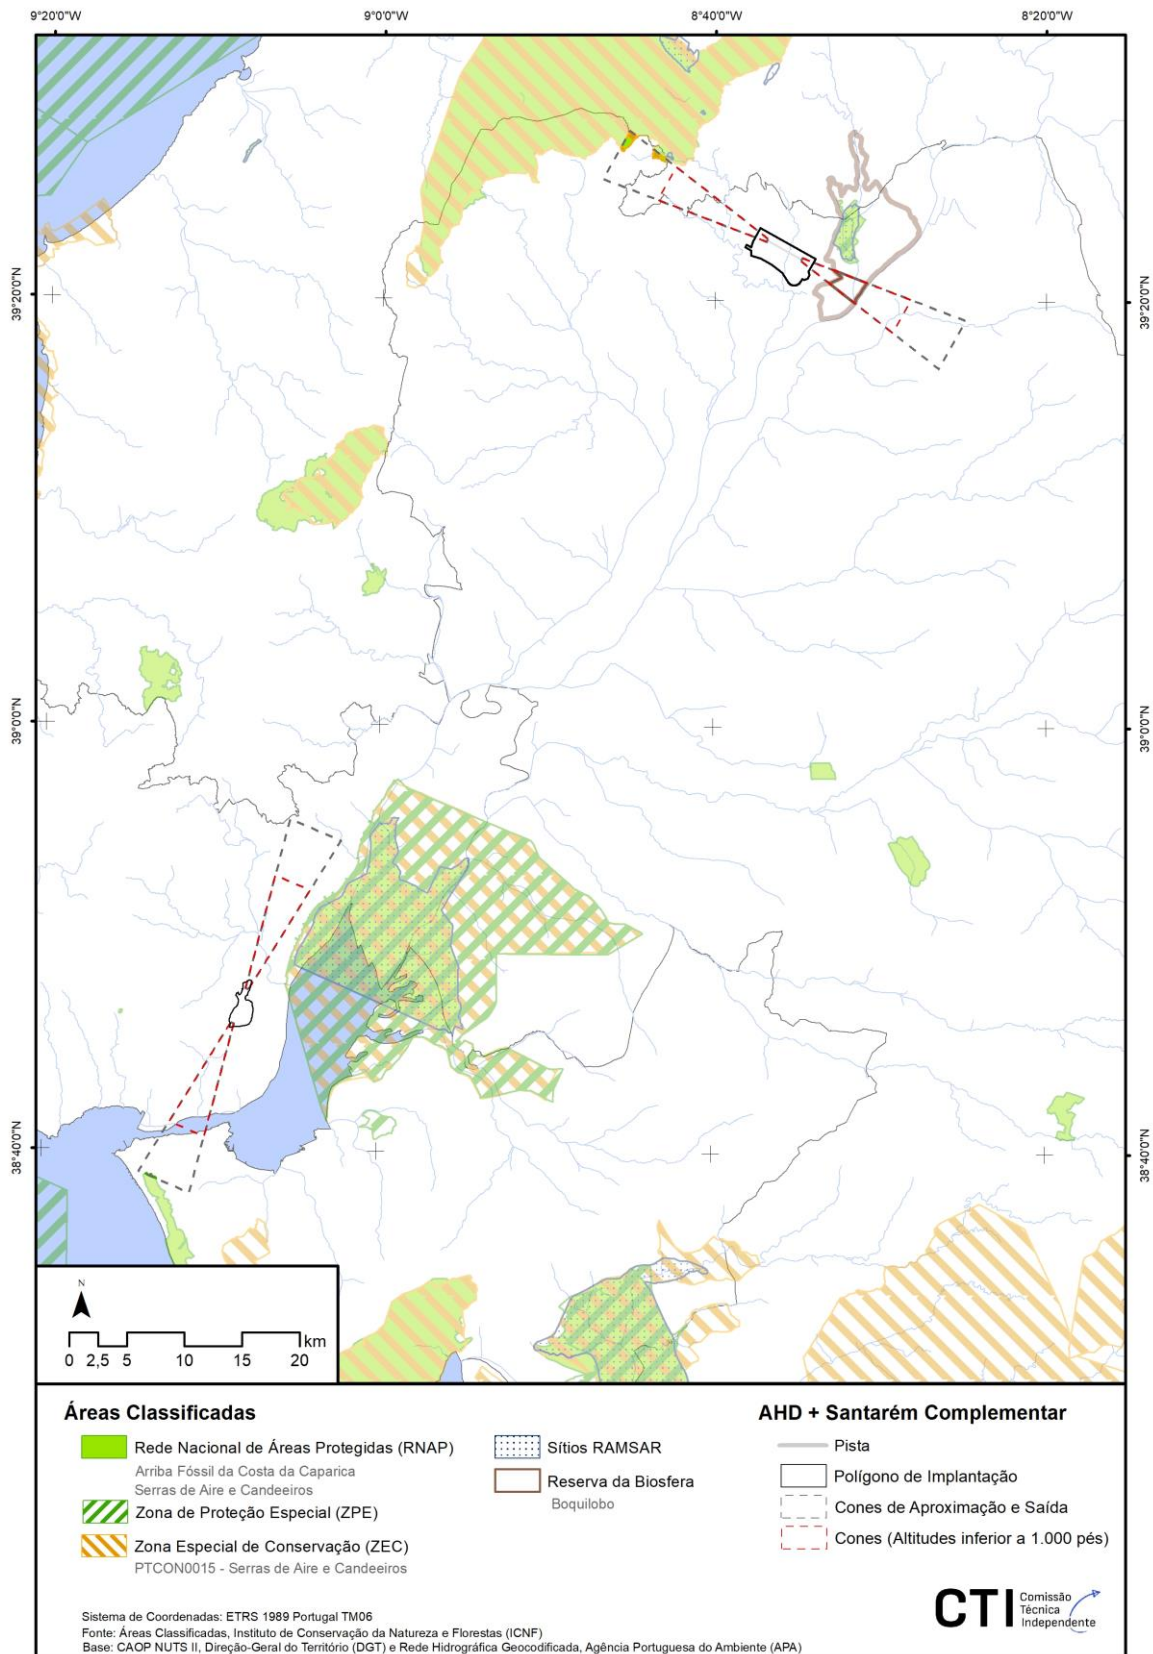 9°20'0"W
9°0'0"W
8°40'0"W
8°20'0"W
39°20'0"N
39°20'0"N
39°0'0"N
39°0'0"N
38°40'0"N
38°40'0"N
N
km
0 2,5 5 10 15 20
Áreas Classificadas
Rede Nacional de Áreas Protegidas (RNAP)
Arriba Fóssil da Costa da Caparica
Serras de Aire e Candeeiros
Zona de Proteção Especial (ZPE)
Zona Especial de Conservação (ZEC)
PTCON0015 - Serras de Aire e Candeeiros
Sítios RAMSAR
Reserva da Biosfera
Boquilobo
AHD + Santarém Complementar
Pista
Polígono de Implantação
Cones de Aproximação e Saída
Cones (Altitudes inferior a 1.000 pés)
Sistema de Coordenadas: ETRS 1989 Portugal TM06
Fonte: Áreas Classificadas, Instituto de Conservação da Natureza e Florestas (ICNF)
Base: CAOP NUTS II, Direção-Geral do Território (DGT) e Rede Hidrográfica Geocodificada, Agência Portuguesa do Ambiente (APA)
CTI
Comissão
Técnica
Independente